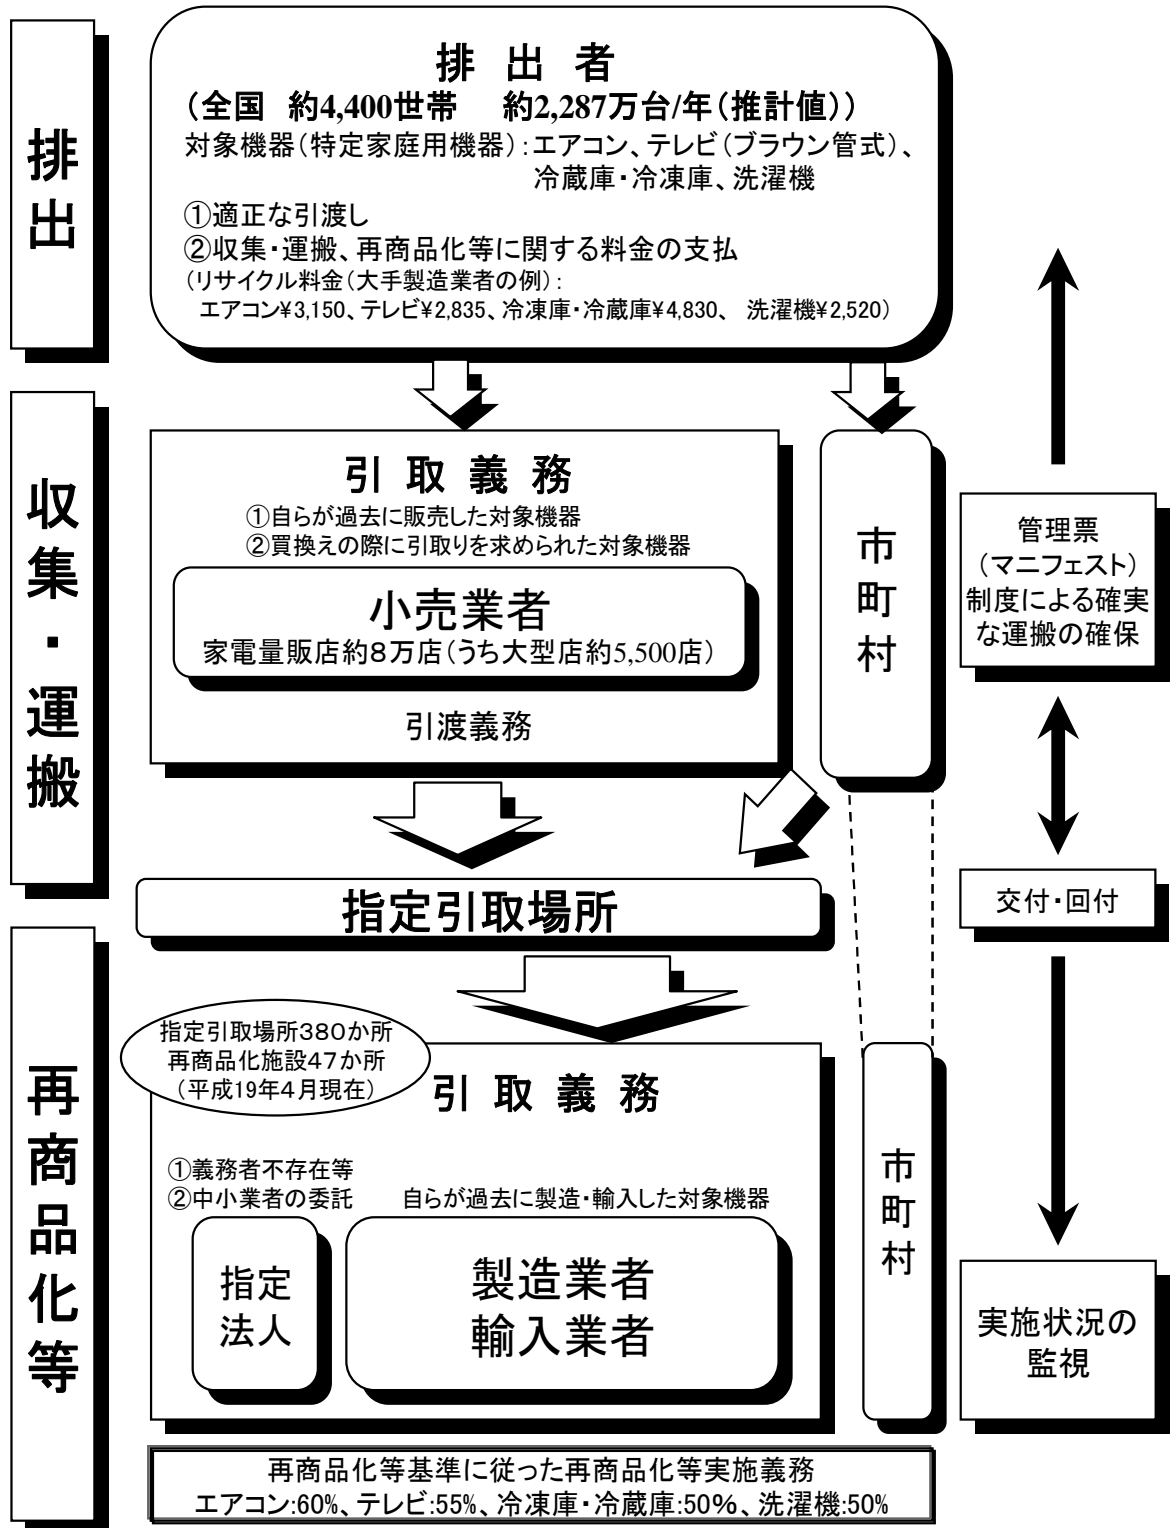 排出
排 出 者
(全国 約4,400世帯 約2,287万台/年(推計値))
対象機器(特定家庭用機器):エアコン、テレビ(ブラウン管式)、
冷蔵庫・冷凍庫、洗濯機
①適正な引渡し
②収集・運搬、再商品化等に関する料金の支払
(リサイクル料金(大手製造業者の例):
エアコン¥3,150、テレビ¥2,835、冷凍庫・冷蔵庫¥4,830、 洗濯機¥2,520)
収集・運搬
引 取 義 務
①自らが過去に販売した対象機器
②買換えの際に引取りを求められた対象機器
小売業者
家電量販店約8万店(うち大型店約5,500店)
引渡義務
市町村
管理票
(マニフェスト)
制度による確実
な運搬の確保
指定引取場所
交付・回付
再商品化等
指定引取場所380か所
再商品化施設47か所
(平成19年4月現在)
引 取 義 務
①義務者不存在等
②中小業者の委託
自らが過去に製造・輸入した対象機器
指定
法人
製造業者
輸入業者
市町村
実施状況の
監視
再商品化等基準に従った再商品化等実施義務
エアコン:60%、テレビ:55%、冷凍庫・冷蔵庫:50%、洗濯機:50%